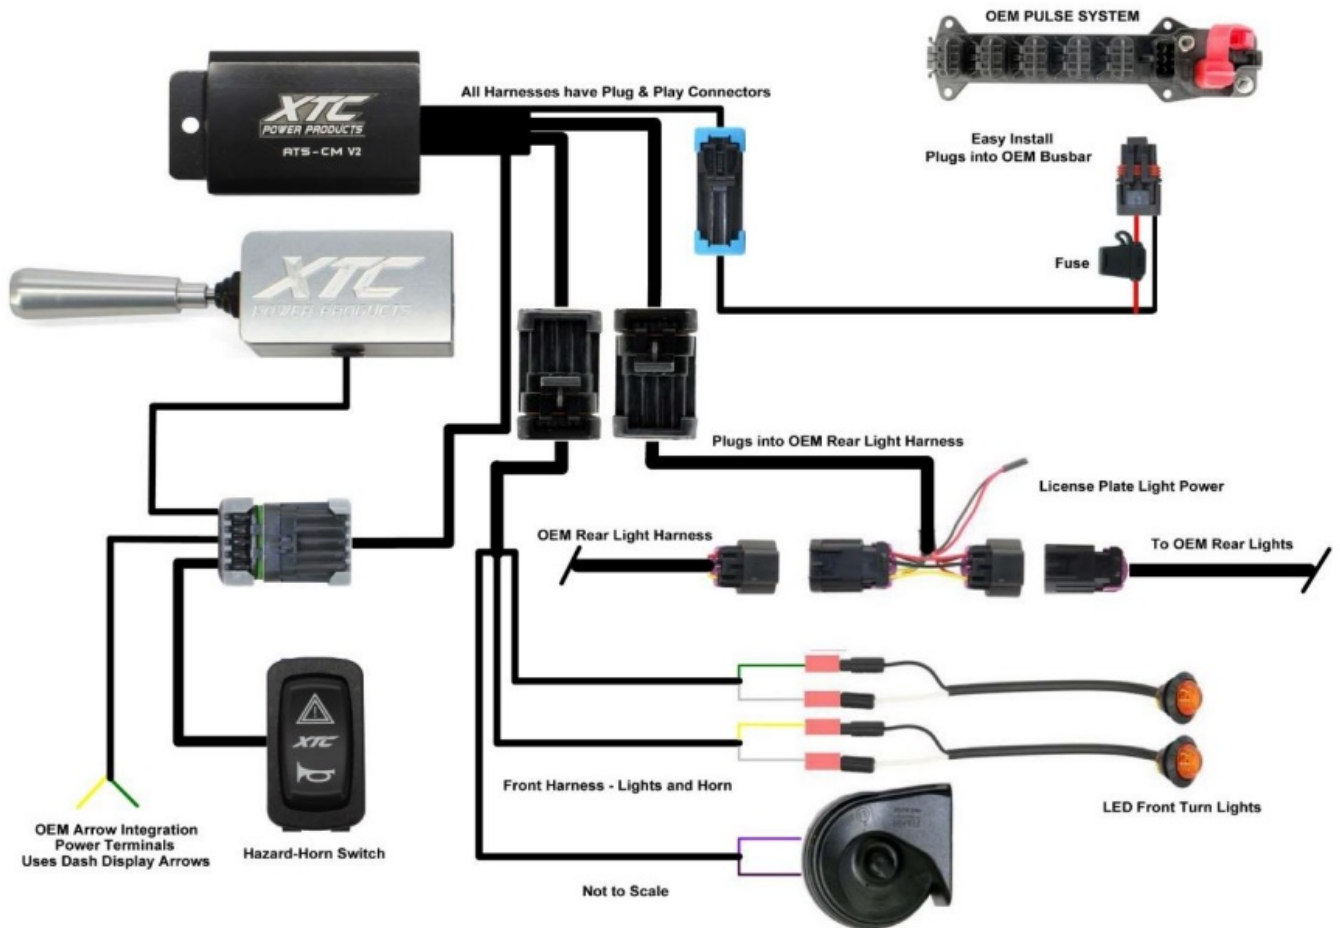 OEM PULSE SYSTEM
All Harnesses have Plug & Play Connectors
XTC
POWER PRODUCTS
ATS-CM V2
Easy Install
Plugs into OEM Busbar
Fuse
XTC
POWER PRODUCTS
Plugs into OEM Rear Light Harness
License Plate Light Power
OEM Rear Light Harness
To OEM Rear Lights
XTC
Front Harness - Lights and Horn
LED Front Turn Lights
OEM Arrow Integration
Power Terminals
Uses Dash Display Arrows
Hazard-Horn Switch
Not to Scale